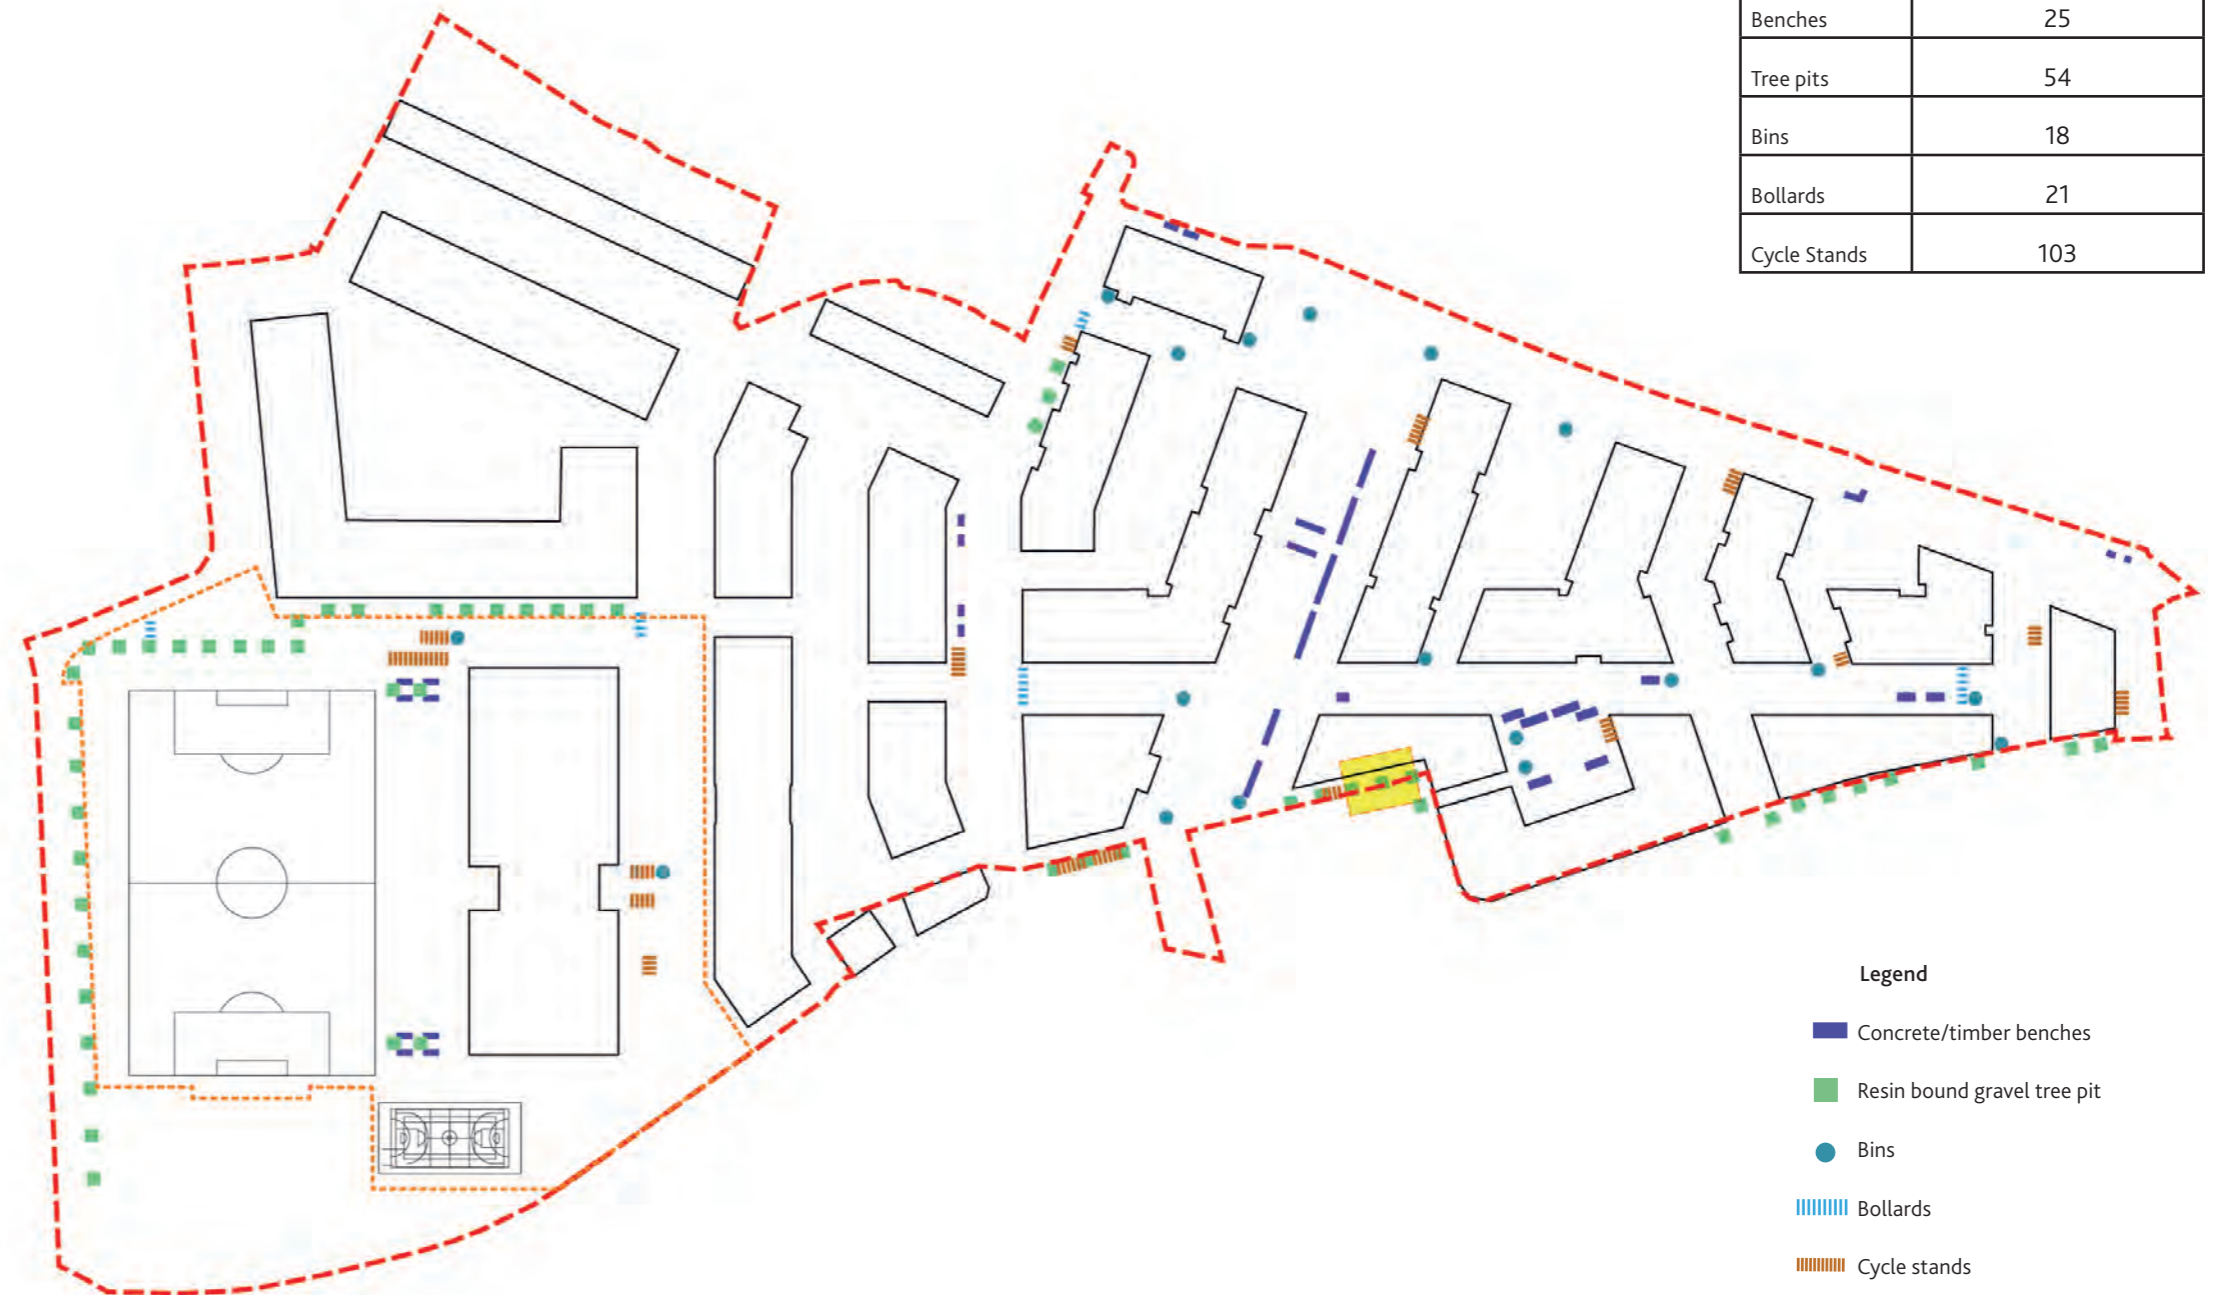 Benches 25
Tree pits 54
Bins 18
Bollards 21
Cycle Stands 103
Legend
Concrete/timber benches
Resin bound gravel tree pit
Bins
Bollards
Cycle stands